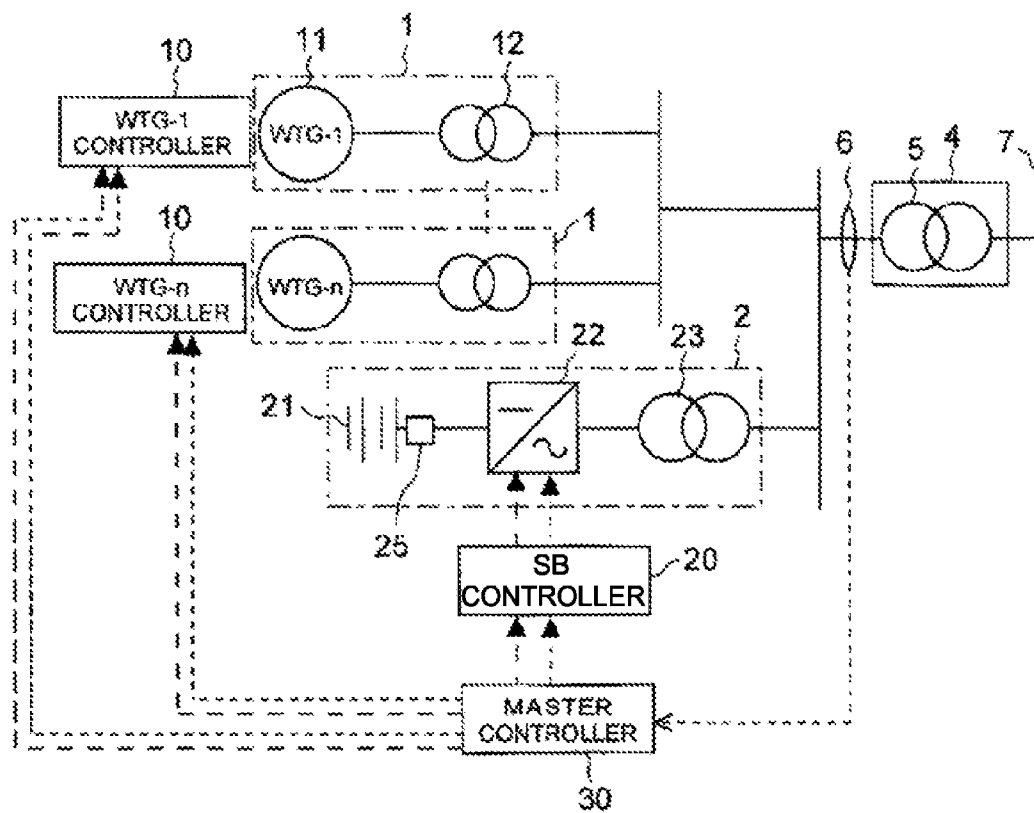 1
10
11
12
WTG-1
CONTROLLER
WTG-1
6
5
4
7
10
1
WTG-n
CONTROLLER
WTG-n
2
22
23
21
25
SB
CONTROLLER
20
MASTER
CONTROLLER
30